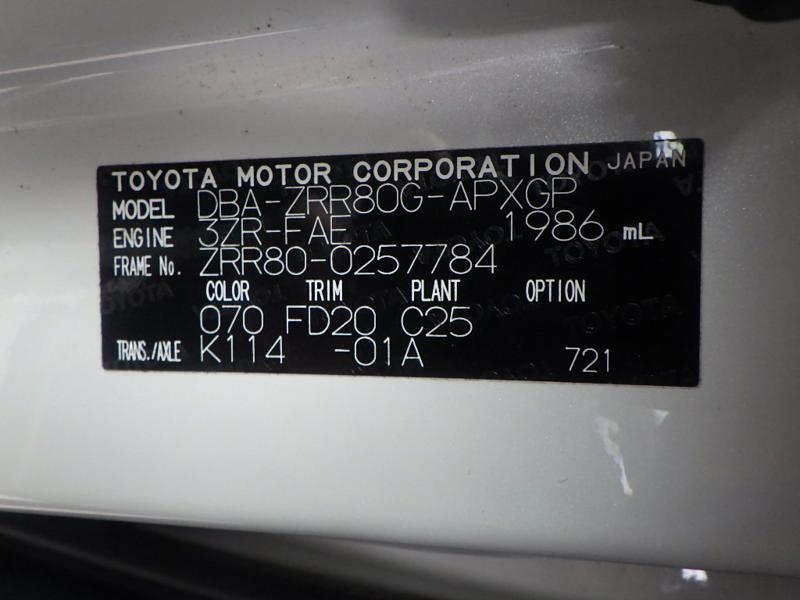 TOYOTA MOTOR CORPORATION JAPAN
MODEL DBA-ZRR80G-APXGP
ENGINE 3ZR-FAE 1986 mL
FRAME No. ZRR80-0257784
COLOR TRIM PLANT OPTION
070 FD20 C25
TRANS./AXLE K114 -01A 721